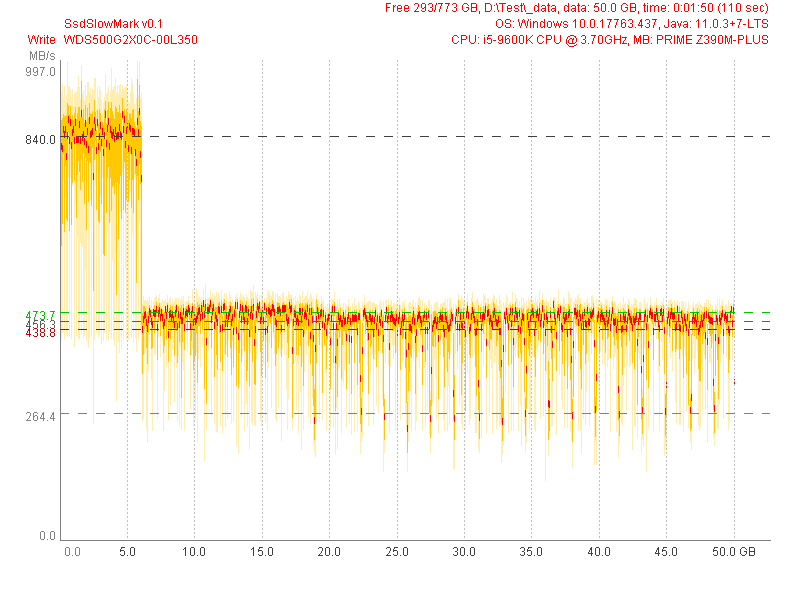 Free 293/773 GB, D:\Test\_data, data: 50.0 GB, time: 0:01:50 (110 sec)
SsdSlowMark v0.1
OS: Windows 10.0.17763.437, Java: 11.0.3+7-LTS
Write WDS500G2X0C-00L350
CPU: i5-9600K CPU @ 3.70GHz, MB: PRIME Z390M-PLUS
MB/s
997.0
840.0
473.7
456.3
438.8
264.4
0.0
0.0 5.0 10.0 15.0 20.0 25.0 30.0 35.0 40.0 45.0 50.0 GB